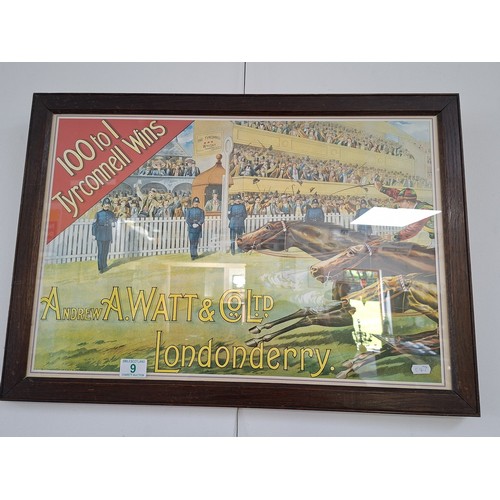 100 to 1
Tyrconnell Wins
ANDREW A. WATT & CO. LTD
Londonderry.
9